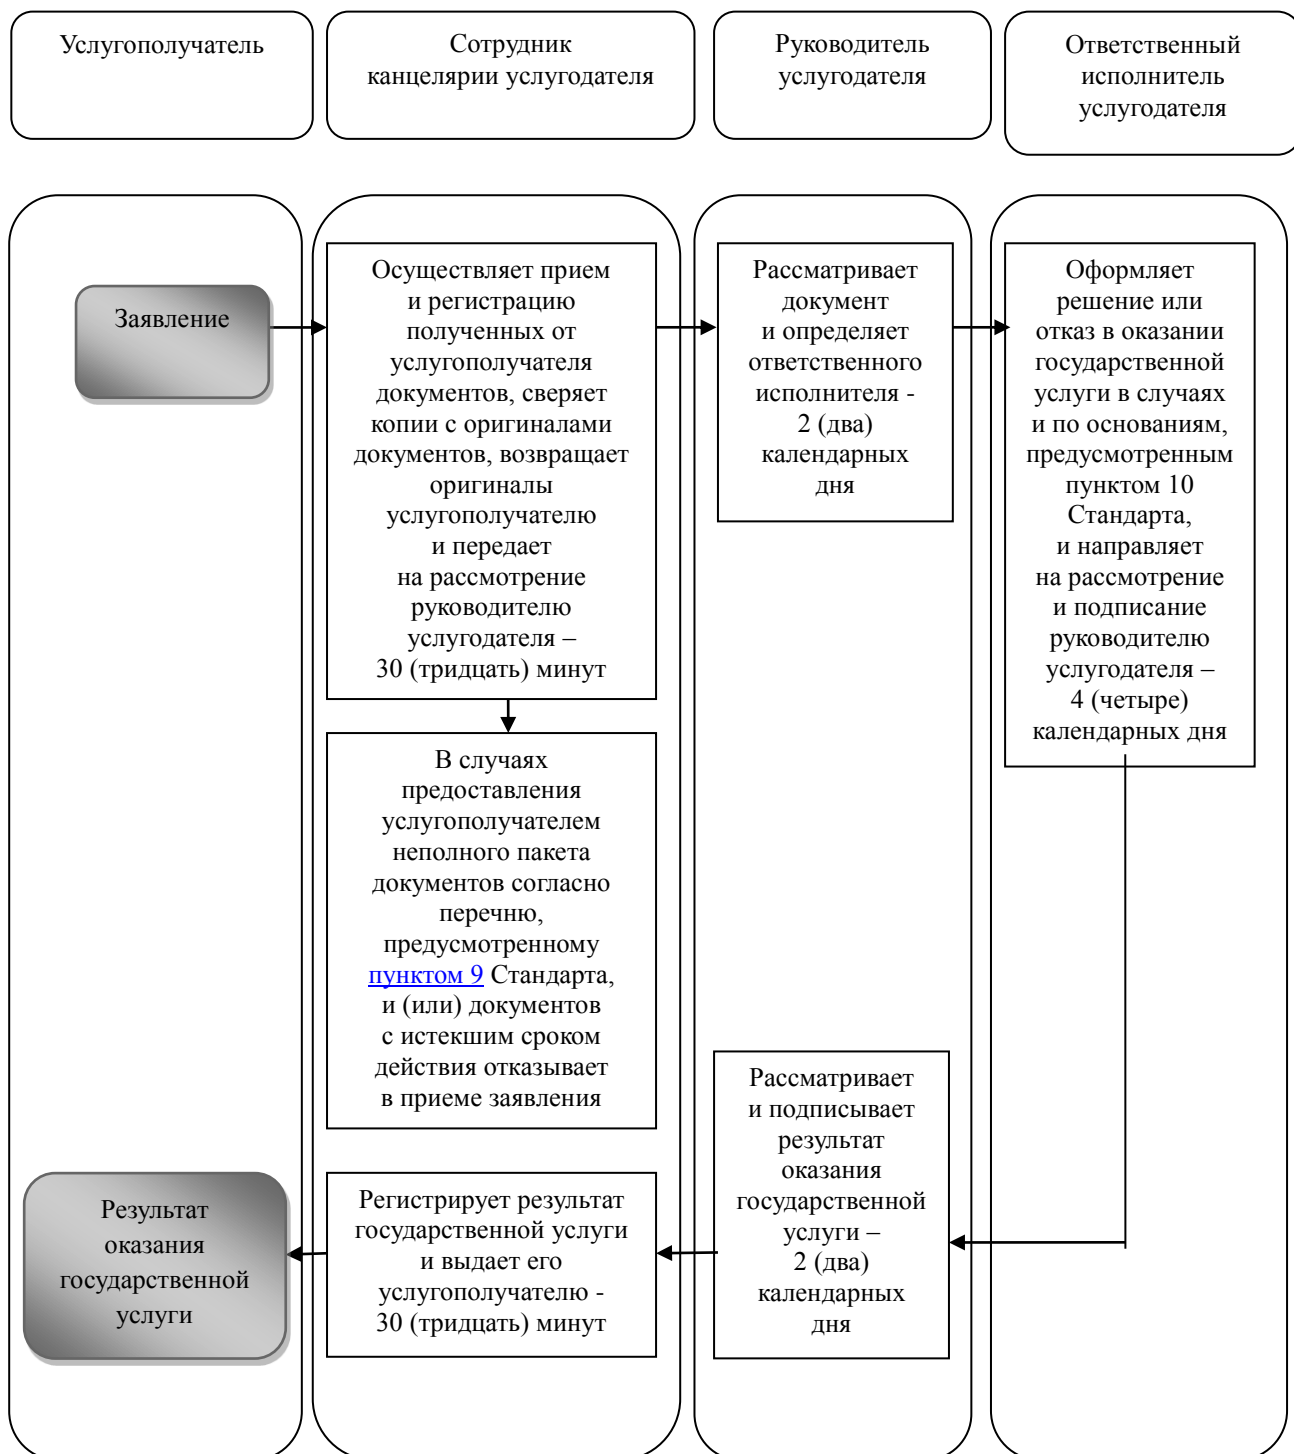 Услугополучатель
Сотрудник
канцелярии услугодателя
Руководитель
услугодателя
Ответственный
исполнитель
услугодателя
Заявление
Осуществляет прием
и регистрацию
полученных от
услугополучателя
документов, сверяет
копии с оригиналами
документов, возвращает
оригиналы
услугополучателю
и передает
на рассмотрение
руководителю
услугодателя –
30 (тридцать) минут
Рассматривает
документ
и определяет
ответственного
исполнителя -
2 (два)
календарных
дня
Оформляет
решение или
отказ в оказании
государственной
услуги в случаях
и по основаниям,
предусмотренным
пунктом 10
Стандарта,
и направляет
на рассмотрение
и подписание
руководителю
услугодателя –
4 (четыре)
календарных дня
В случаях
предоставления
услугополучателем
неполного пакета
документов согласно
перечню,
предусмотренному
пунктом 9 Стандарта,
и (или) документов
с истекшим сроком
действия отказывает
в приеме заявления
Рассматривает
и подписывает
результат
оказания
государственной
услуги –
2 (два)
календарных
дня
Регистрирует результат
государственной услуги
и выдает его
услугополучателю -
30 (тридцать) минут
Результат
оказания
государственной
услуги